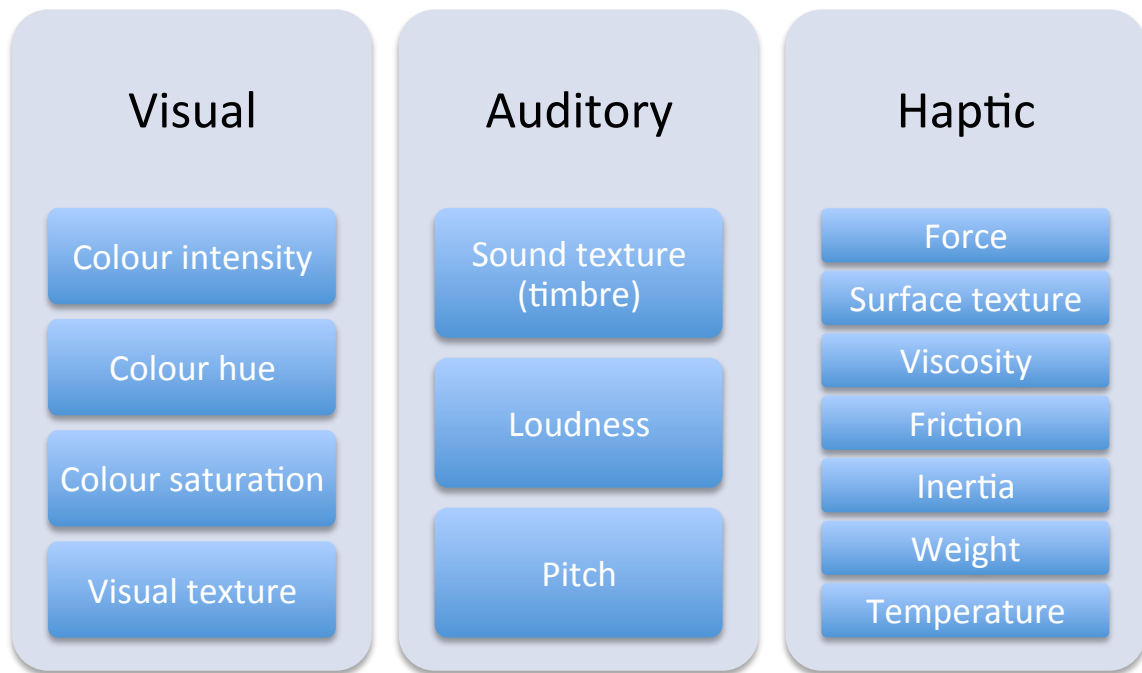 Visual
Colour intensity
Colour hue
Colour saturation
Visual texture
Auditory
Sound texture
(timbre)
Loudness
Pitch
Haptic
Force
Surface texture
Viscosity
Friction
Inertia
Weight
Temperature